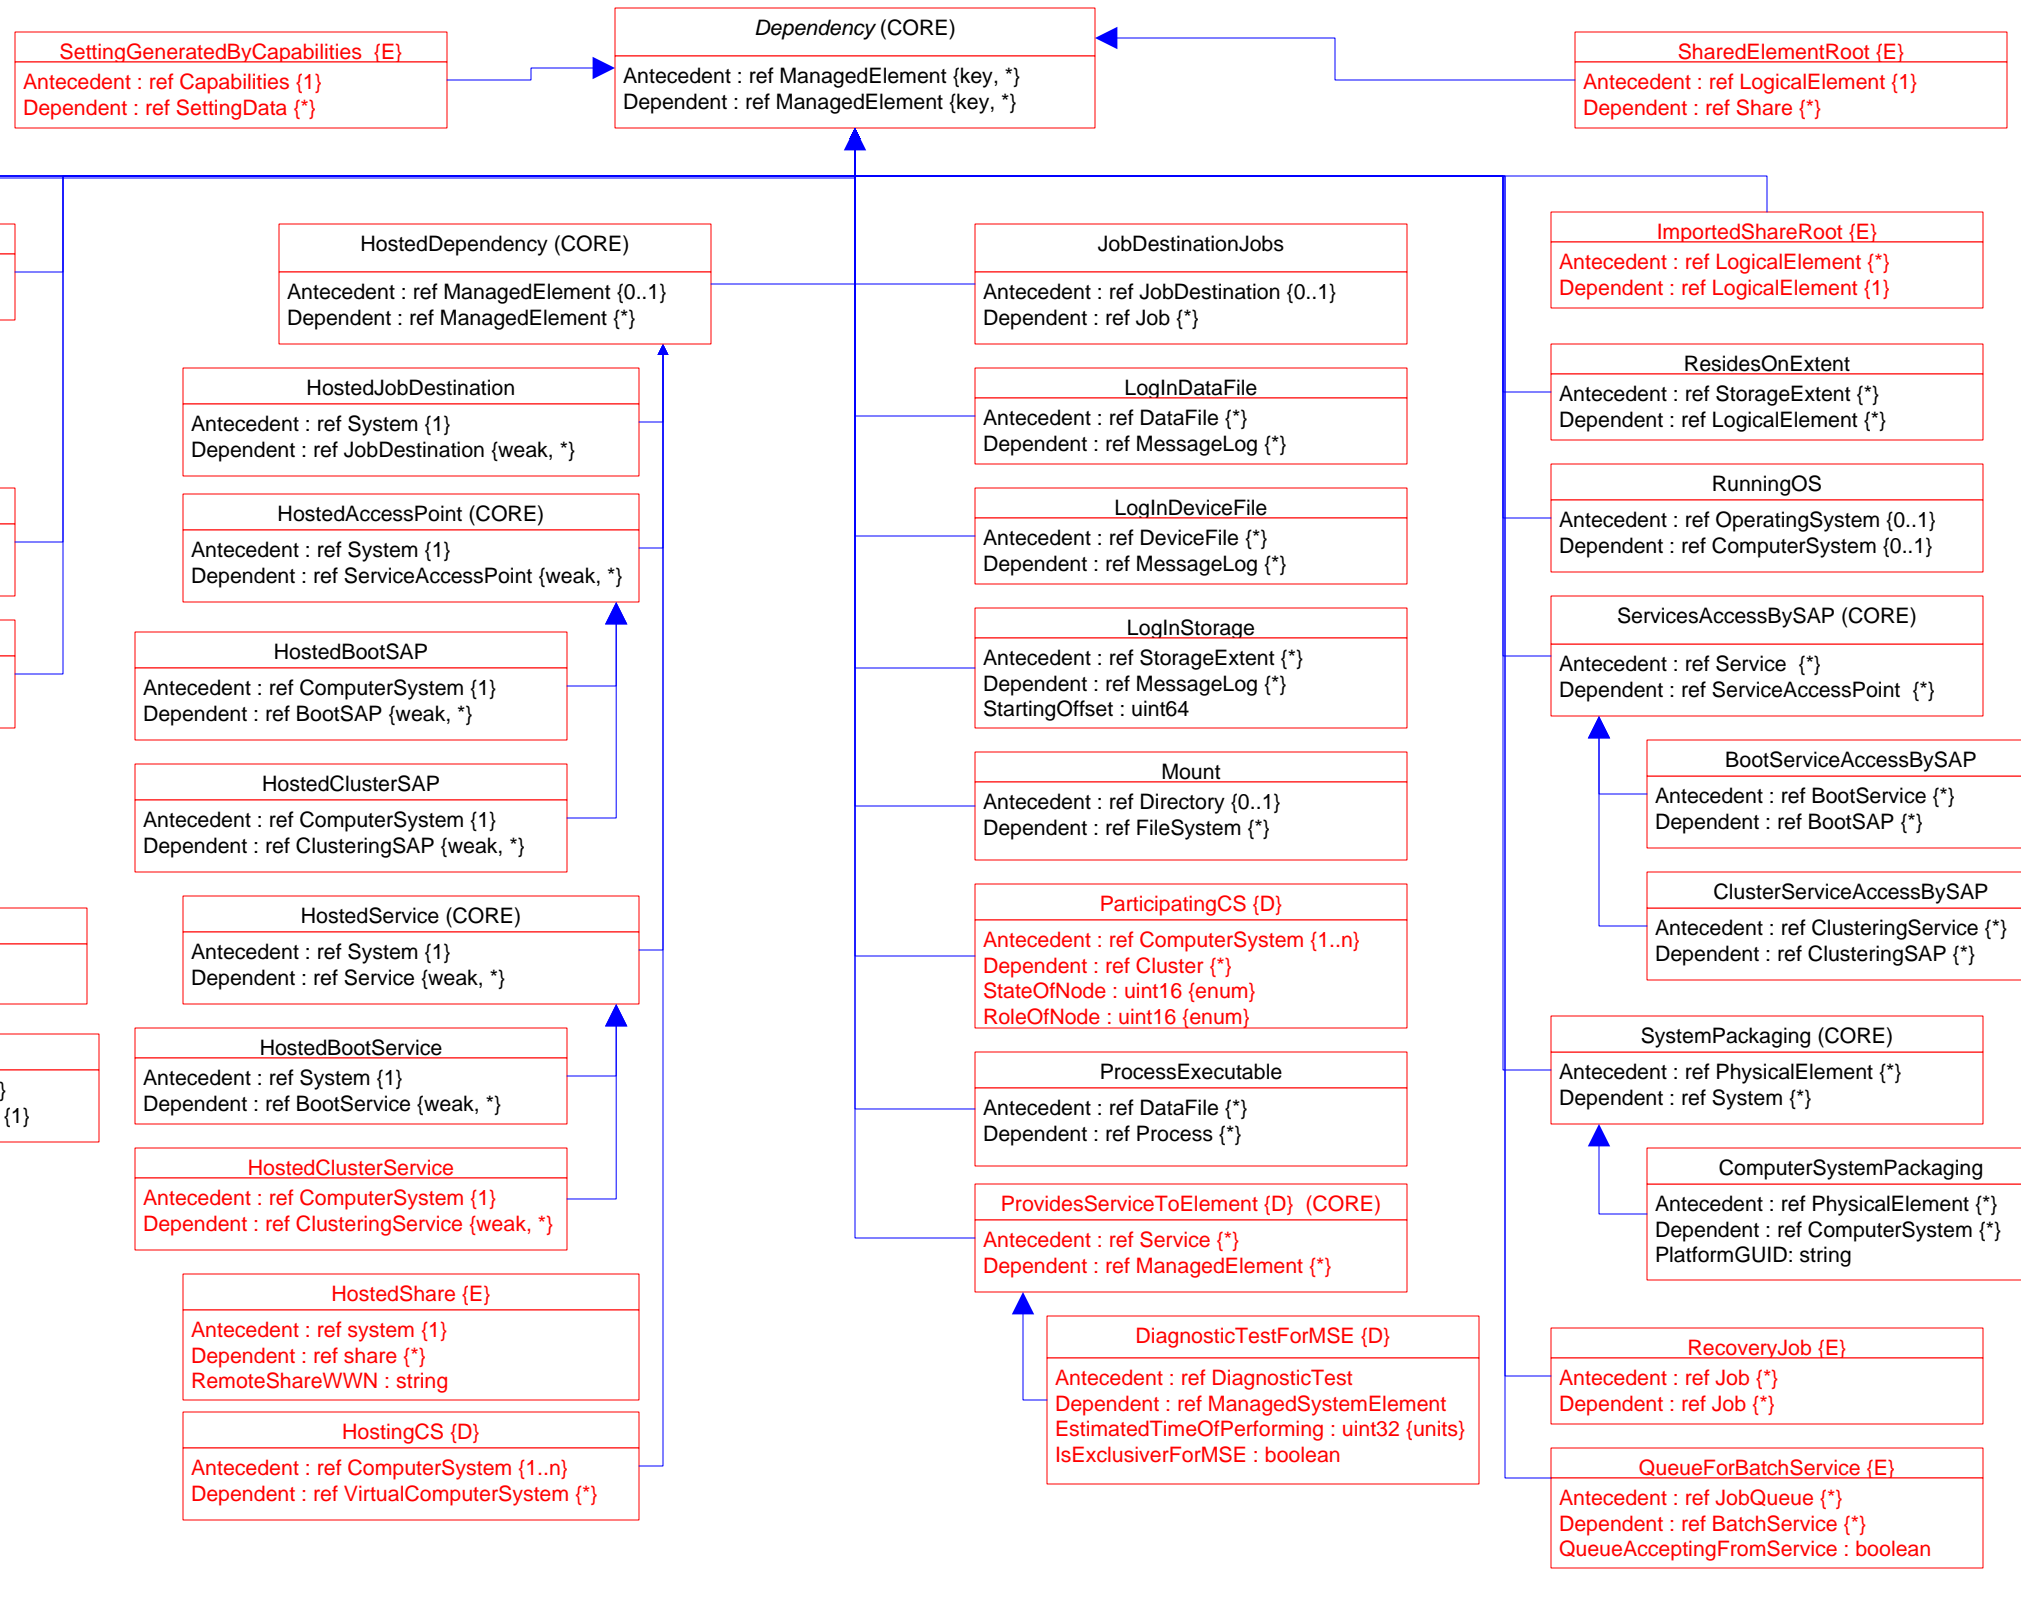 Dependency (CORE)
Antecedent : ref ManagedElement {key, *}
Dependent : ref ManagedElement {key, *}
SettingGeneratedByCapabilities {E}
Antecedent : ref Capabilities {1}
Dependent : ref SettingData {*}
SharedElementRoot {E}
Antecedent : ref LogicalElement {1}
Dependent : ref Share {*}
}
{1}
HostedDependency (CORE)
Antecedent : ref ManagedElement {0..1}
Dependent : ref ManagedElement {*}
HostedJobDestination
Antecedent : ref System {1}
Dependent : ref JobDestination {weak, *}
HostedAccessPoint (CORE)
Antecedent : ref System {1}
Dependent : ref ServiceAccessPoint {weak, *}
HostedBootSAP
Antecedent : ref ComputerSystem {1}
Dependent : ref BootSAP {weak, *}
HostedClusterSAP
Antecedent : ref ComputerSystem {1}
Dependent : ref ClusteringSAP {weak, *}
HostedService (CORE)
Antecedent : ref System {1}
Dependent : ref Service {weak, *}
HostedBootService
Antecedent : ref System {1}
Dependent : ref BootService {weak, *}
HostedClusterService
Antecedent : ref ComputerSystem {1}
Dependent : ref ClusteringService {weak, *}
HostedShare {E}
Antecedent : ref system {1}
Dependent : ref share {*}
RemoteShareWWN : string
HostingCS {D}
Antecedent : ref ComputerSystem {1..n}
Dependent : ref VirtualComputerSystem {*}
JobDestinationJobs
Antecedent : ref JobDestination {0..1}
Dependent : ref Job {*}
LogInDataFile
Antecedent : ref DataFile {*}
Dependent : ref MessageLog {*}
LogInDeviceFile
Antecedent : ref DeviceFile {*}
Dependent : ref MessageLog {*}
LogInStorage
Antecedent : ref StorageExtent {*}
Dependent : ref MessageLog {*}
StartingOffset : uint64
Mount
Antecedent : ref Directory {0..1}
Dependent : ref FileSystem {*}
ParticipatingCS {D}
Antecedent : ref ComputerSystem {1..n}
Dependent : ref Cluster {*}
StateOfNode : uint16 {enum}
RoleOfNode : uint16 {enum}
ProcessExecutable
Antecedent : ref DataFile {*}
Dependent : ref Process {*}
ProvidesServiceToElement {D} (CORE)
Antecedent : ref Service {*}
Dependent : ref ManagedElement {*}
DiagnosticTestForMSE {D}
Antecedent : ref DiagnosticTest
Dependent : ref ManagedSystemElement
EstimatedTimeOfPerforming : uint32 {units}
IsExclusiverForMSE : boolean
ImportedShareRoot {E}
Antecedent : ref LogicalElement {*}
Dependent : ref LogicalElement {1}
ResidesOnExtent
Antecedent : ref StorageExtent {*}
Dependent : ref LogicalElement {*}
RunningOS
Antecedent : ref OperatingSystem {0..1}
Dependent : ref ComputerSystem {0..1}
ServicesAccessBySAP (CORE)
Antecedent : ref Service {*}
Dependent : ref ServiceAccessPoint {*}
BootServiceAccessBySAP
Antecedent : ref BootService {*}
Dependent : ref BootSAP {*}
ClusterServiceAccessBySAP
Antecedent : ref ClusteringService {*}
Dependent : ref ClusteringSAP {*}
SystemPackaging (CORE)
Antecedent : ref PhysicalElement {*}
Dependent : ref System {*}
ComputerSystemPackaging
Antecedent : ref PhysicalElement {*}
Dependent : ref ComputerSystem {*}
PlatformGUID: string
RecoveryJob {E}
Antecedent : ref Job {*}
Dependent : ref Job {*}
QueueForBatchService {E}
Antecedent : ref JobQueue {*}
Dependent : ref BatchService {*}
QueueAcceptingFromService : boolean